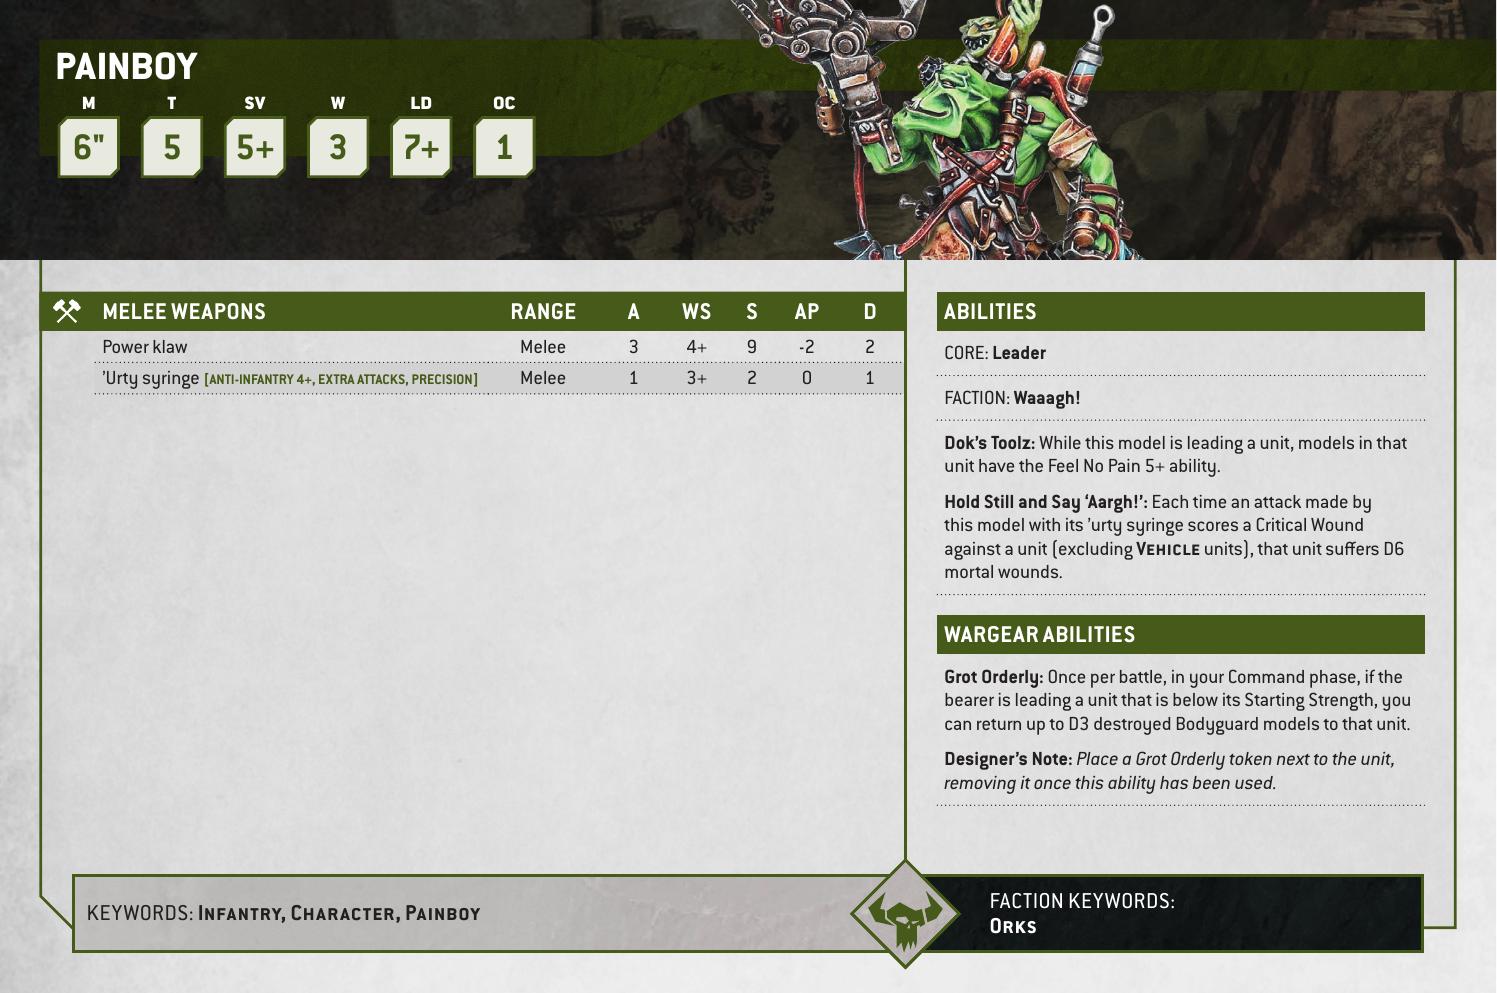 PAINBOY
M T SV W LD OC
6" 5 5+ 3 7+ 1
MELEE WEAPONS RANGE A WS S AP D
Power klaw Melee 3 4+ 9 -2 2
’Urty syringe [ANTI-INFANTRY 4+, EXTRA ATTACKS, PRECISION] Melee 1 3+ 2 0 1
ABILITIES
CORE: Leader
FACTION: Waaagh!
Dok’s Toolz: While this model is leading a unit, models in that
unit have the Feel No Pain 5+ ability.
Hold Still and Say ‘Aargh!’: Each time an attack made by
this model with its ’urty syringe scores a Critical Wound
against a unit (excluding VEHICLE units), that unit suffers D6
mortal wounds.
WARGEAR ABILITIES
Grot Orderly: Once per battle, in your Command phase, if the
bearer is leading a unit that is below its Starting Strength, you
can return up to D3 destroyed Bodyguard models to that unit.
Designer’s Note: Place a Grot Orderly token next to the unit,
removing it once this ability has been used.
KEYWORDS: INFANTRY, CHARACTER, PAINBOY
FACTION KEYWORDS:
ORKS